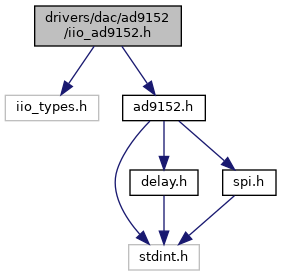 drivers/dac/ad9152
/iio_ad9152.h
iio_types.h
ad9152.h
delay.h
spi.h
stdint.h